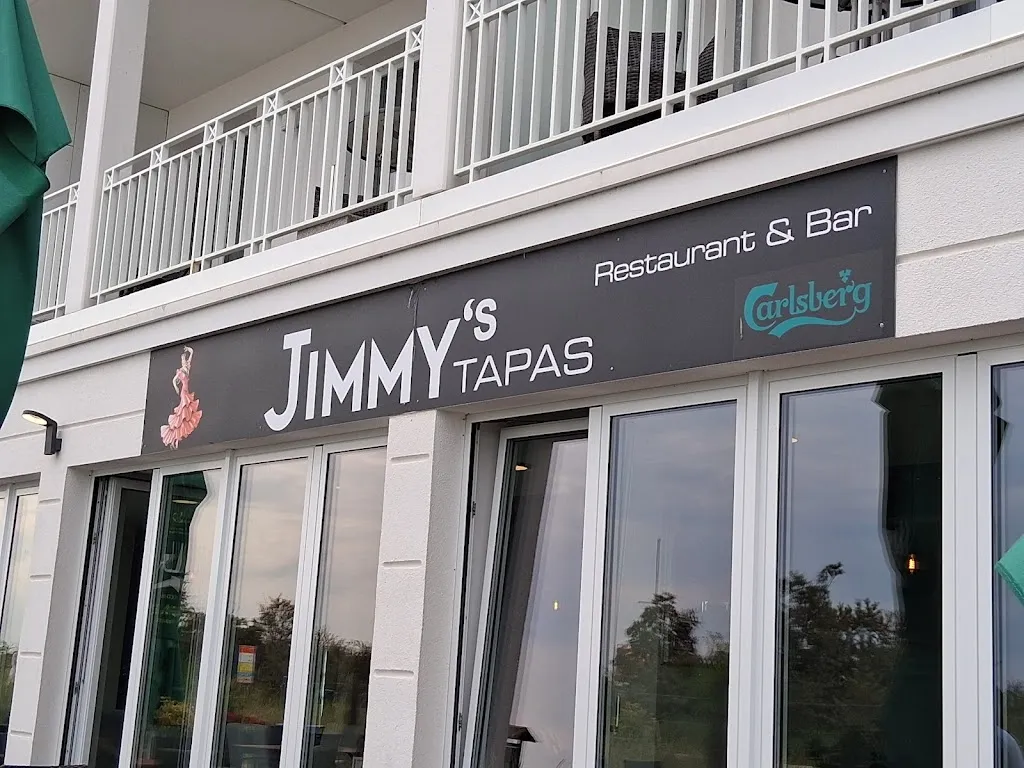 JIMMY'S TAPAS
Restaurant & Bar
Carlsberg